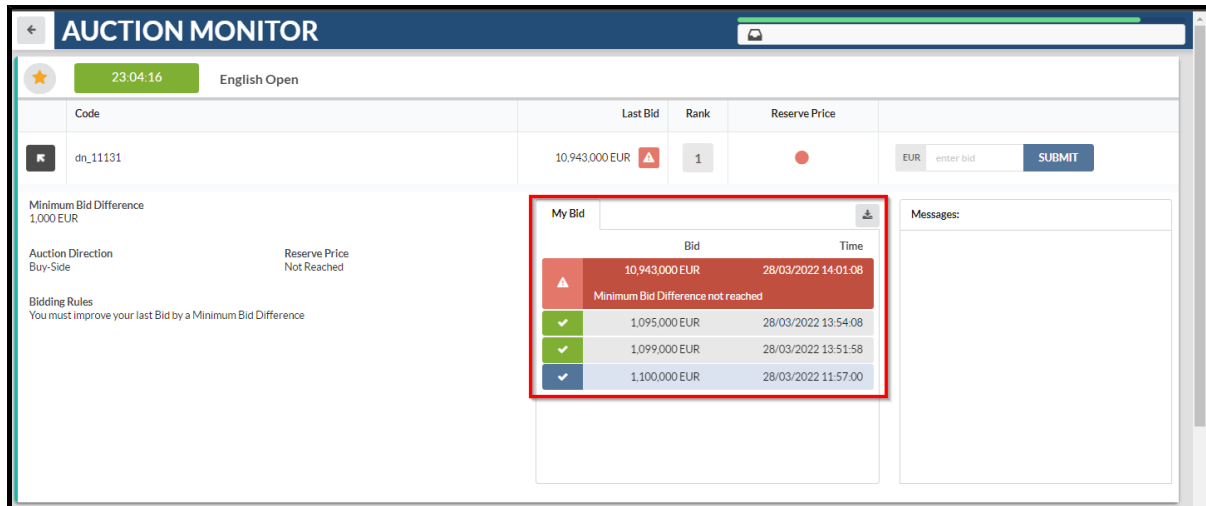 AUCTION MONITOR
23:04:16 English Open
Code Last Bid Rank Reserve Price
dn_11131 10,943,000 EUR 1 EUR enter bid SUBMIT
Minimum Bid Difference
1,000 EUR
Auction Direction Reserve Price
Buy-Side Not Reached
Bidding Rules
You must improve your last Bid by a Minimum Bid Difference
My Bid
Bid Time
10,943,000 EUR 28/03/2022 14:01:08
Minimum Bid Difference not reached
1,095,000 EUR 28/03/2022 13:54:08
1,099,000 EUR 28/03/2022 13:51:58
1,100,000 EUR 28/03/2022 11:57:00
Messages: